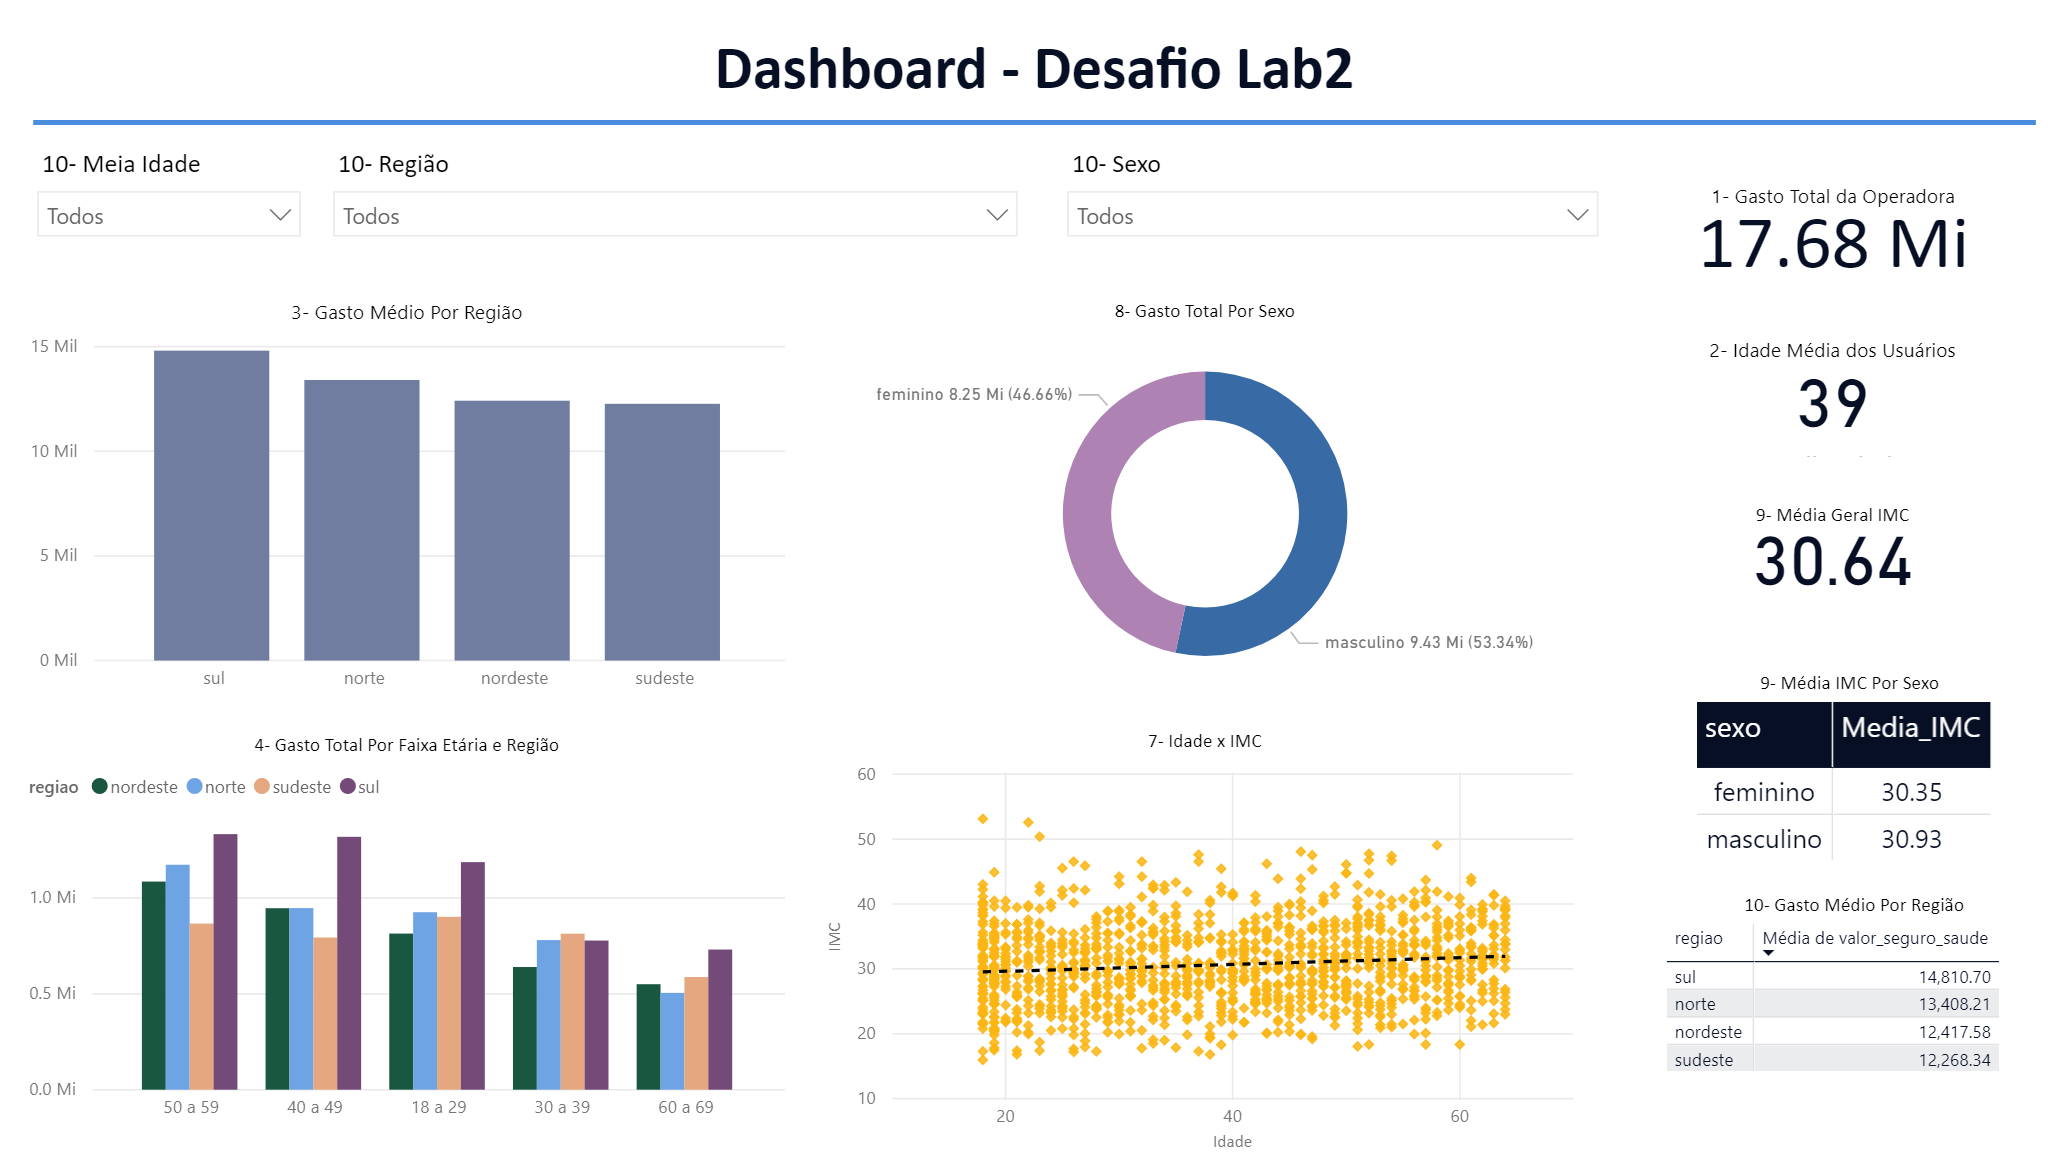 Dashboard - Desafio Lab2
10- Meia Idade
Todos
10- Região
Todos
10- Sexo
Todos
1- Gasto Total da Operadora
17.68 Mi
2- Idade Média dos Usuários
39
9- Média Geral IMC
30.64
3- Gasto Médio Por Região
15 Mil
10 Mil
5 Mil
0 Mil
sul norte nordeste sudeste
8- Gasto Total Por Sexo
feminino 8.25 Mi (46.66%)
masculino 9.43 Mi (53.34%)
9- Média IMC Por Sexo
sexo Media_IMC
feminino 30.35
masculino 30.93
4- Gasto Total Por Faixa Etária e Região
regiao nordeste norte sudeste sul
1.0 Mi
0.5 Mi
0.0 Mi
50 a 59 40 a 49 18 a 29 30 a 39 60 a 69
7- Idade x IMC
60
50
40
30
20
10
IMC
20 40 60
Idade
10- Gasto Médio Por Região
regiao Média de valor_seguro_saude
sul 14,810.70
norte 13,408.21
nordeste 12,417.58
sudeste 12,268.34